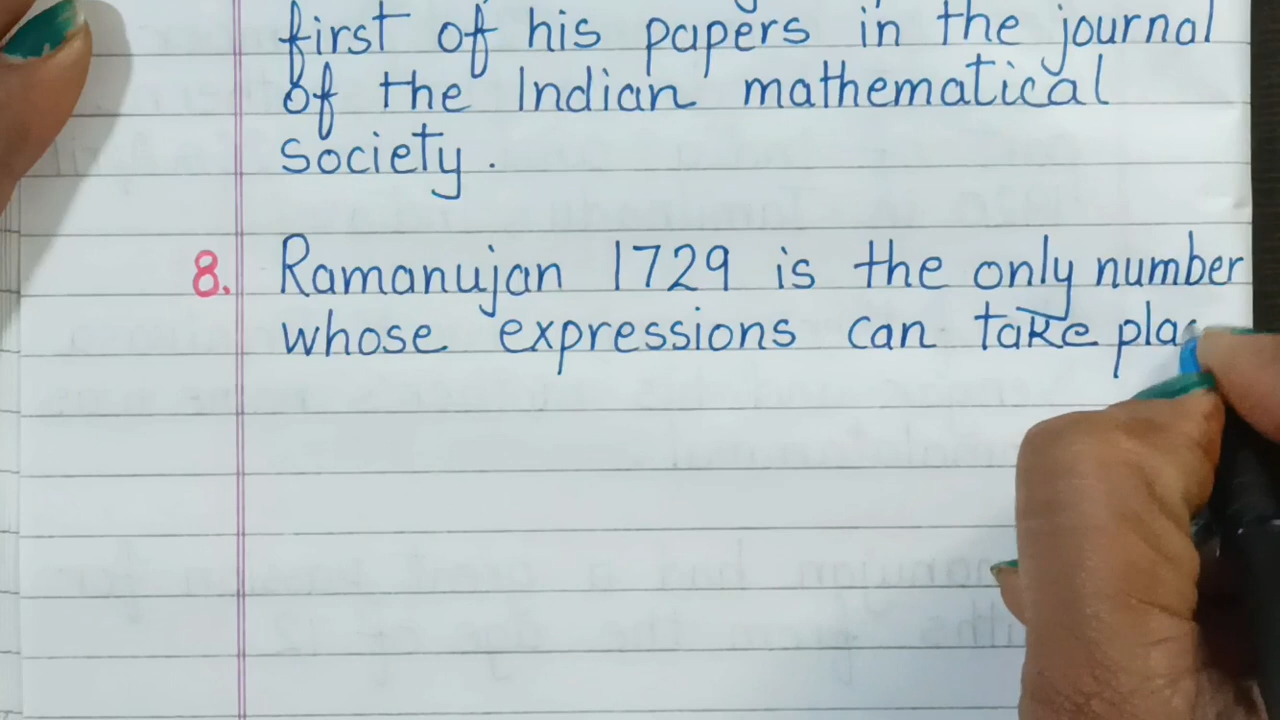 first of his papers in the journal
of the Indian mathematical
society.
8. Ramanujan 1729 is the only number
whose expressions can take